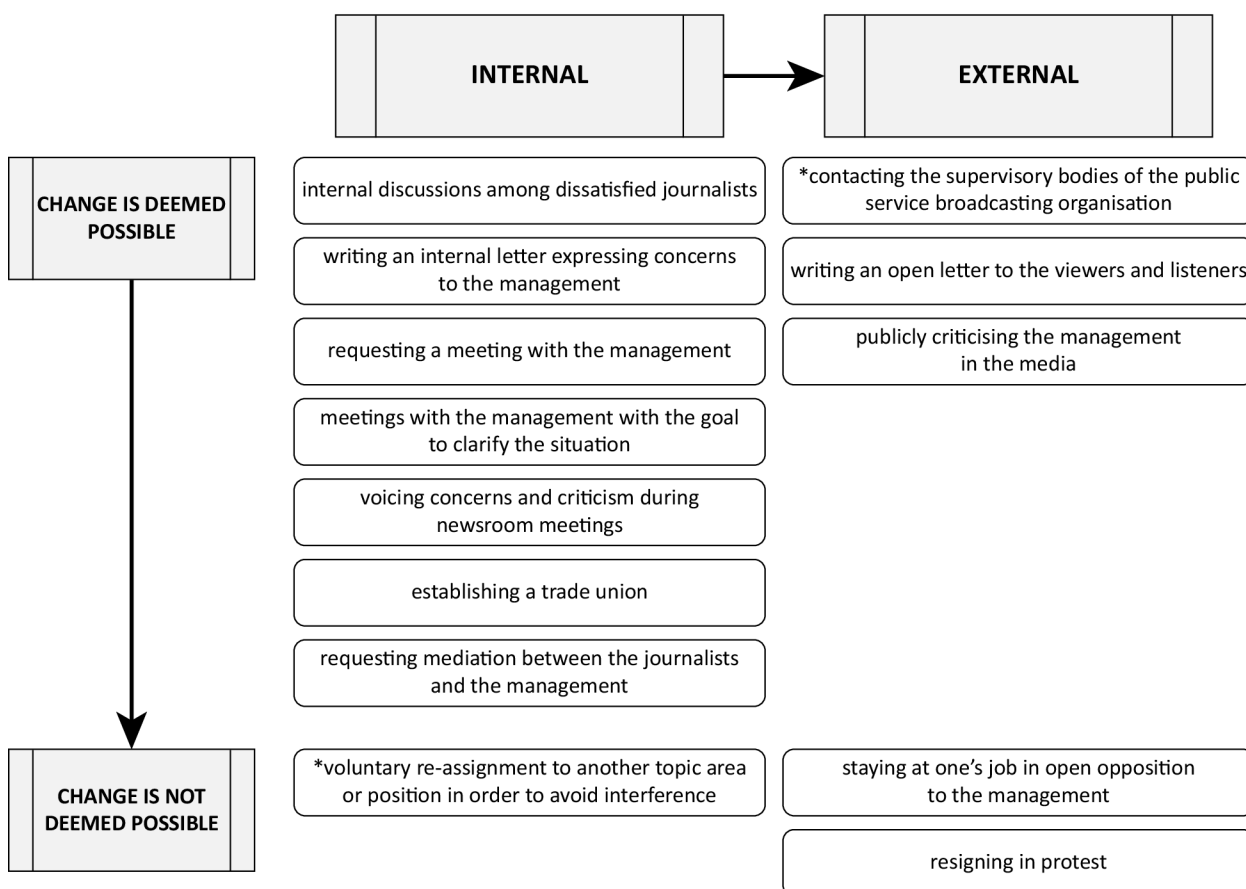 INTERNAL
EXTERNAL
CHANGE IS DEEMED
POSSIBLE
internal discussions among dissatisfied journalists
*contacting the supervisory bodies of the public
service broadcasting organisation
writing an internal letter expressing concerns
to the management
writing an open letter to the viewers and listeners
requesting a meeting with the management
publicly criticising the management
in the media
meetings with the management with the goal
to clarify the situation
voicing concerns and criticism during
newsroom meetings
establishing a trade union
requesting mediation between the journalists
and the management
CHANGE IS NOT
DEEMED POSSIBLE
*voluntary re-assignment to another topic area
or position in order to avoid interference
staying at one’s job in open opposition
to the management
resigning in protest